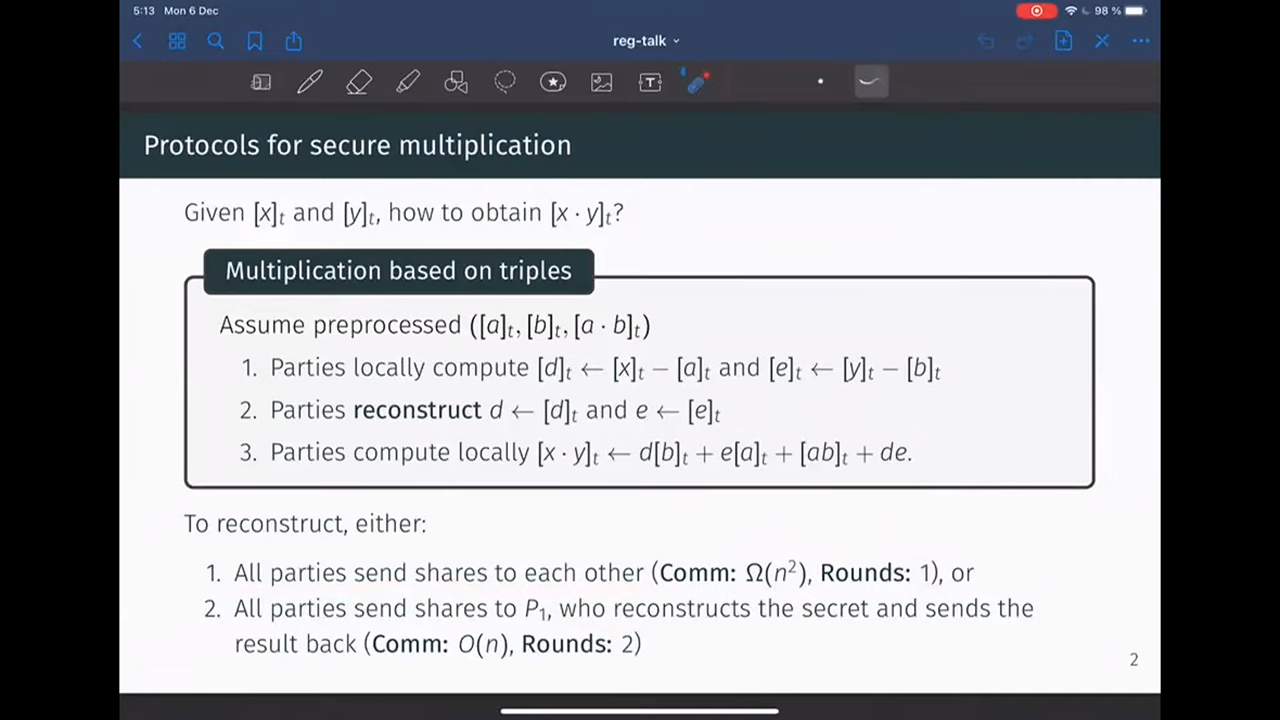 5:13 Mon 6 Dec
98 %
reg-talk
T
Protocols for secure multiplication
Given [x]ₜ and [y]ₜ, how to obtain [x · y]ₜ?
Multiplication based on triples
Assume preprocessed ([a]ₜ, [b]ₜ, [a · b]ₜ)
1. Parties locally compute [d]ₜ ← [x]ₜ − [a]ₜ and [e]ₜ ← [y]ₜ − [b]ₜ
2. Parties reconstruct d ← [d]ₜ and e ← [e]ₜ
3. Parties compute locally [x · y]ₜ ← d[b]ₜ + e[a]ₜ + [ab]ₜ + de.
To reconstruct, either:
1. All parties send shares to each other (Comm: Ω(n²), Rounds: 1), or
2. All parties send shares to P₁, who reconstructs the secret and sends the
result back (Comm: O(n), Rounds: 2)
2